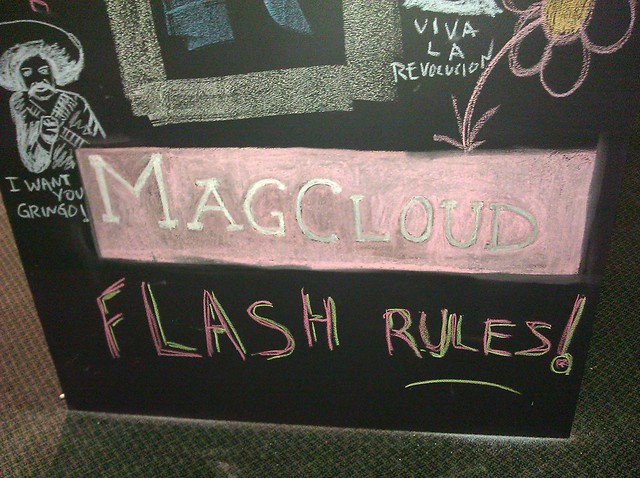 VIVA
LA
REVOLUCION
I WANT
YOU
GRINGO!
MAGCLOUD
FLASH RULES!